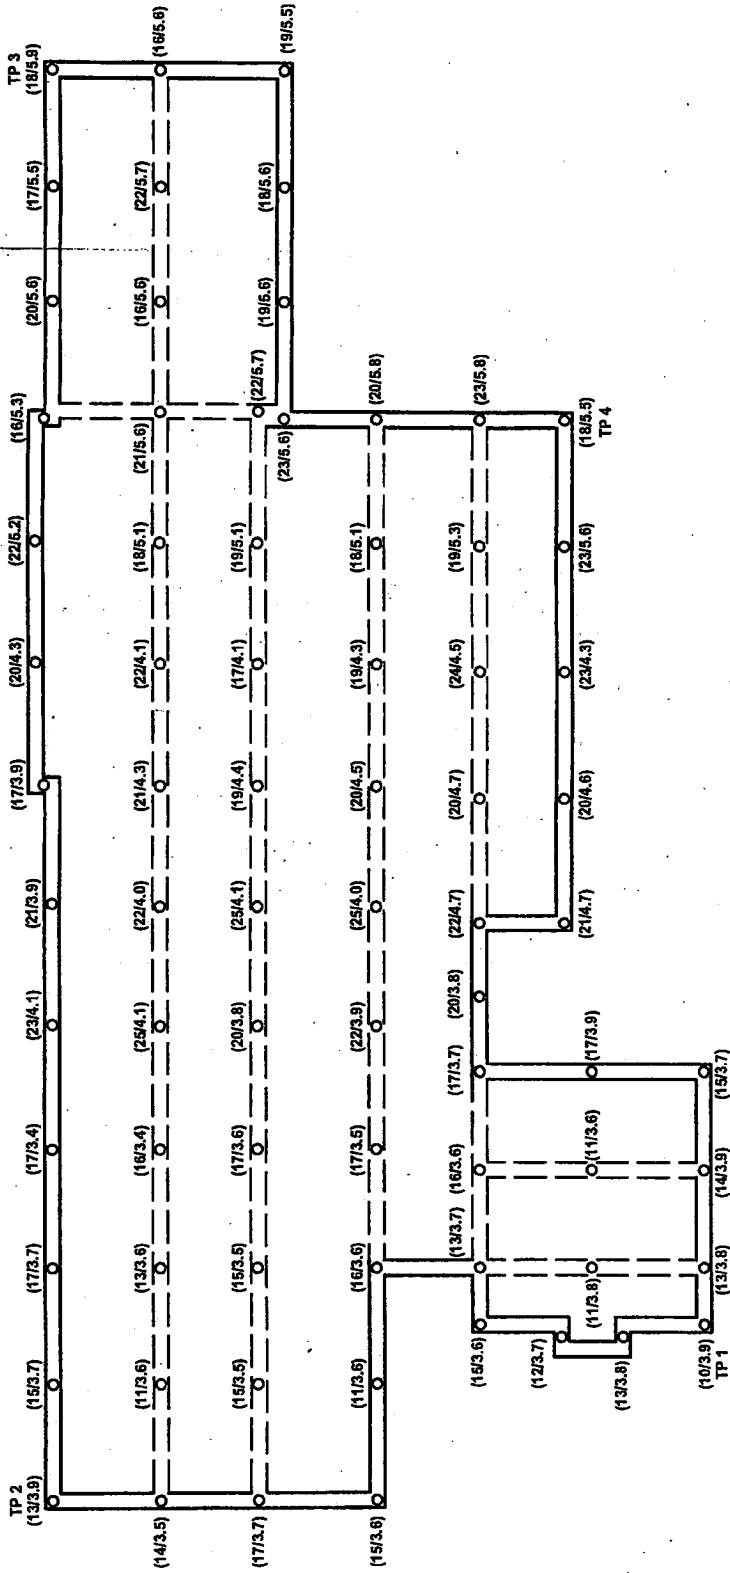 TP 2
TP 3
(13/3.9) (15/3.7) (17/3.7) (17/3.4) (23/4.1) (21/3.9) (17/3.9) (20/4.3) (22/5.2) (16/5.3) (20/5.6) (17/5.5) (18/5.9)
(14/3.5) (11/3.6) (13/3.6) (16/3.4) (25/4.1) (22/4.0) (21/4.3) (22/4.1) (18/5.1) (21/5.6) (16/5.6) (22/5.7) (16/5.6)
(17/3.7) (15/3.5) (15/3.5) (17/3.6) (20/3.8) (25/4.1) (19/4.4) (17/4.1) (19/5.1) (22/5.7) (23/5.6) (19/5.6) (18/5.6) (19/5.5)
(15/3.6) (11/3.6) (16/3.6) (17/3.5) (22/3.9) (25/4.0) (20/4.5) (19/4.3) (18/5.1) (20/5.8)
(15/3.6) (13/3.7) (16/3.6) (17/3.7) (20/3.8) (22/4.7) (20/4.7) (24/4.5) (19/5.3) (23/5.8)
(12/3.7)
(21/4.7) (20/4.6) (23/4.3) (23/5.6) (18/5.5)
TP 4
(11/3.8) (11/3.6) (17/3.9)
(13/3.8)
(10/3.9) (13/3.8) (14/3.9) (15/3.7)
TP 1